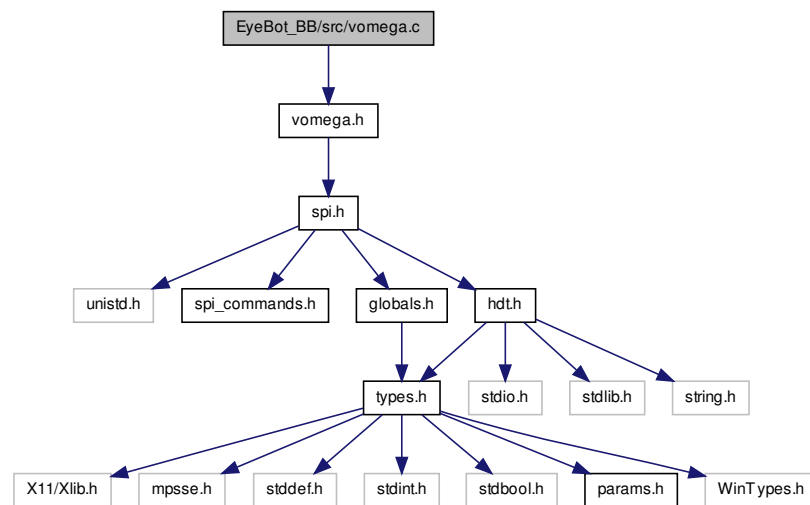 EyeBot_BB/src/vomega.c
vomega.h
spi.h
unistd.h
spi_commands.h
globals.h
hdt.h
types.h
stdio.h
stdlib.h
string.h
X11/Xlib.h
mpsse.h
stddef.h
stdint.h
stdbool.h
params.h
WinTypes.h